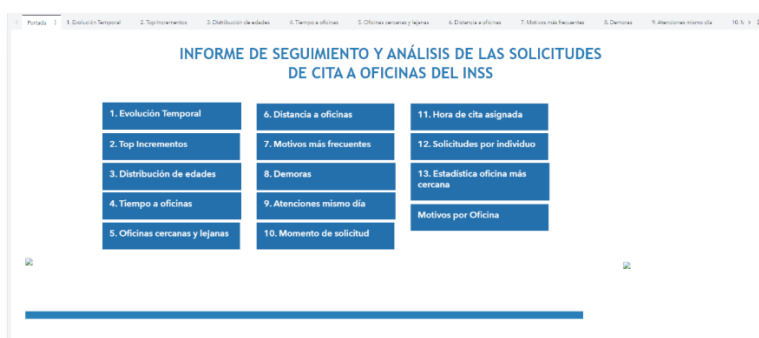 Portada
1. Evolución Temporal
2. Top Incrementos
3. Distribución de edades
4. Tiempo a oficinas
5. Oficinas cercanas y lejanas
6. Distancia a oficinas
7. Motivos más frecuentes
8. Demoras
9. Atenciones mismo día
INFORME DE SEGUIMIENTO Y ANÁLISIS DE LAS SOLICITUDES
DE CITA A OFICINAS DEL INSS
1. Evolución Temporal
2. Top Incrementos
3. Distribución de edades
4. Tiempo a oficinas
5. Oficinas cercanas y lejanas
6. Distancia a oficinas
7. Motivos más frecuentes
8. Demoras
9. Atenciones mismo día
10. Momento de solicitud
11. Hora de cita asignada
12. Solicitudes por individuo
13. Estadística oficina más
cercana
Motivos por Oficina